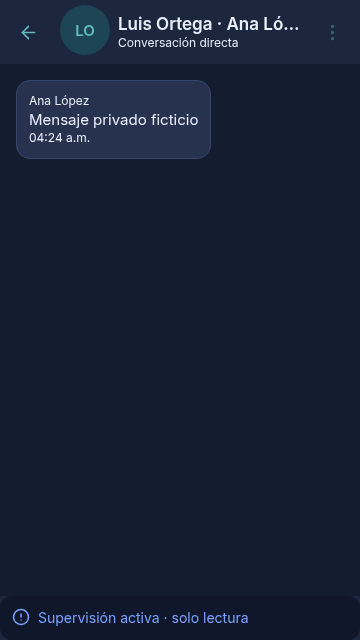 LO
Luis Ortega · Ana Ló...
Conversación directa
Ana López
Mensaje privado ficticio
04:24 a.m.
Supervisión activa · solo lectura